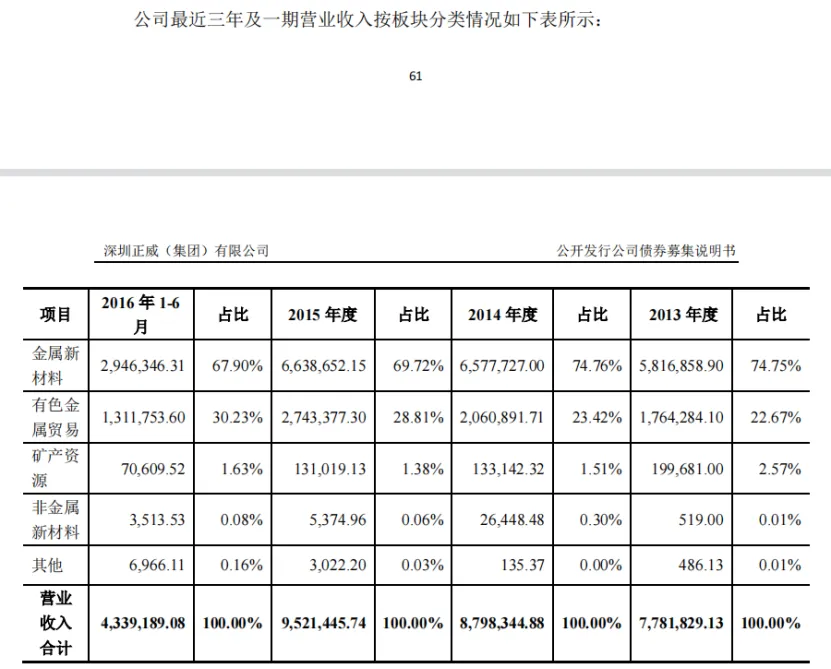 公司最近三年及一期营业收入按板块分类情况如下表所示：
61
深圳正威（集团）有限公司 公开发行公司债券募集说明书
项目 2016 年 1-6 月 占比 2015 年度 占比 2014 年度 占比 2013 年度 占比
金属新材料 2,946,346.31 67.90% 6,638,652.15 69.72% 6,577,727.00 74.76% 5,816,858.90 74.75%
有色金属贸易 1,311,753.60 30.23% 2,743,377.30 28.81% 2,060,891.71 23.42% 1,764,284.10 22.67%
矿产资源 70,609.52 1.63% 131,019.13 1.38% 133,142.32 1.51% 199,681.00 2.57%
非金属新材料 3,513.53 0.08% 5,374.96 0.06% 26,448.48 0.30% 519.00 0.01%
其他 6,966.11 0.16% 3,022.20 0.03% 135.37 0.00% 486.13 0.01%
营业收入合计 4,339,189.08 100.00% 9,521,445.74 100.00% 8,798,344.88 100.00% 7,781,829.13 100.00%